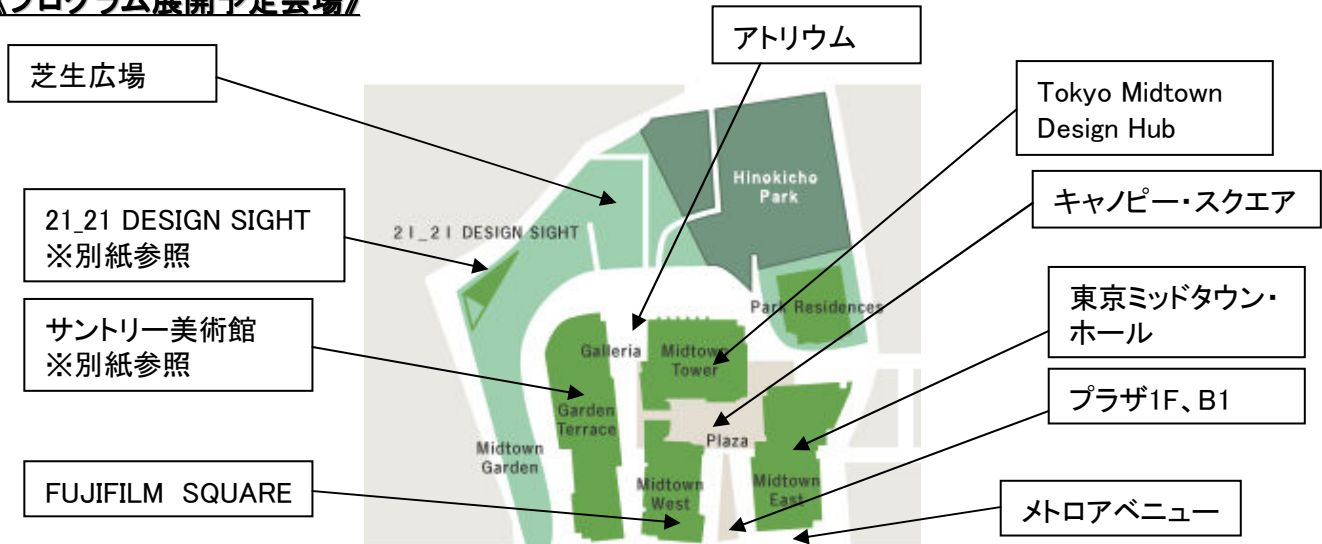 《プログラム展開予定会場》
アトリウム
芝生広場
Tokyo Midtown
Design Hub
キャノピー・スクエア
21_21 DESIGN SIGHT
※別紙参照
サントリー美術館
※別紙参照
東京ミッドタウン・
ホール
プラザ1F、B1
FUJIFILM SQUARE
メトロアベニュー
Hinokicho
Park
21_21 DESIGN SIGHT
Park Residences
Galleria
Midtown
Tower
Garden
Terrace
Plaza
Midtown
Garden
Midtown
West
Midtown
East